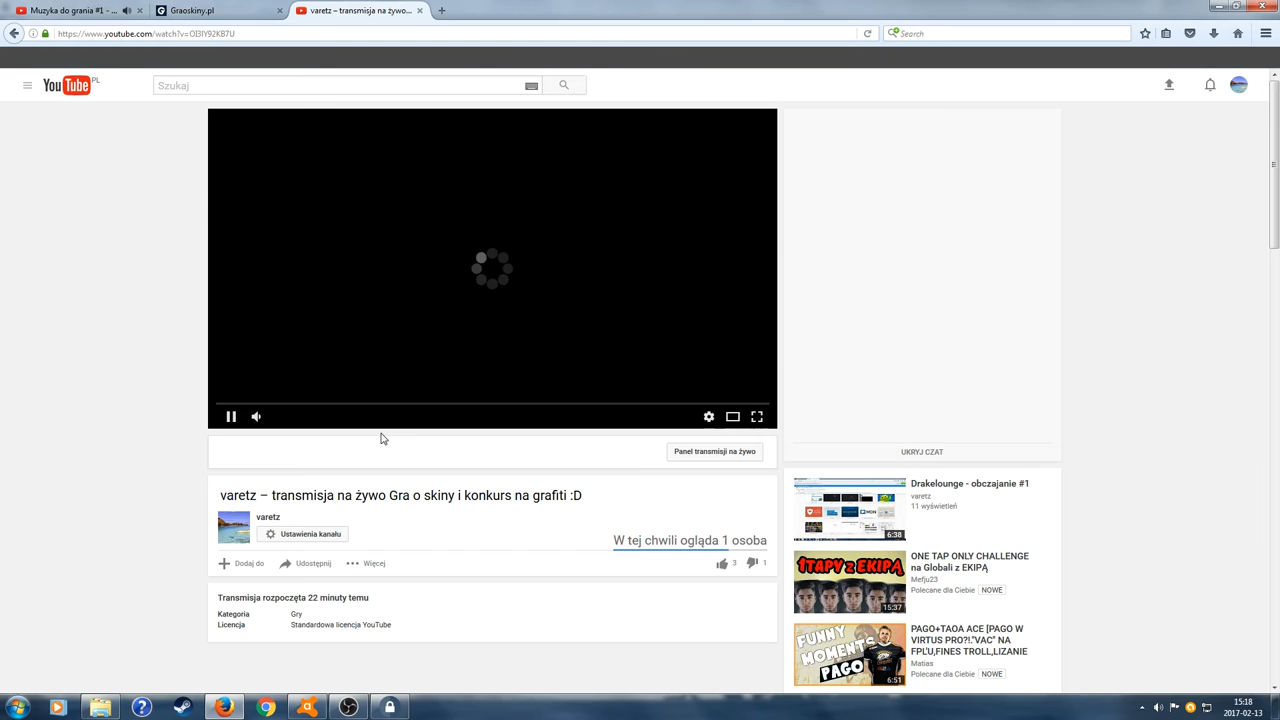 Muzyka do grania #1 - ...
Graoskiny.pl
varetz – transmisja na żywo...
https://www.youtube.com/watch?v=OI3IY92KB7U
Search
YouTube PL
Szukaj
Panel transmisji na żywo
UKRYJ CZAT
varetz – transmisja na żywo Gra o skiny i konkurs na grafiti :D
varetz
Ustawienia kanału
W tej chwili ogląda 1 osoba
Dodaj do
Udostępnij
Więcej
3
1
Transmisja rozpoczęta 22 minuty temu
Kategoria Gry
Licencja Standardowa licencja YouTube
Drakelounge - obczajanie #1
varetz
11 wyświetleń
6:38
1TAPY Z EKIPĄ
15:37
ONE TAP ONLY CHALLENGE
na Globali z EKIPĄ
Mefju23
Polecane dla Ciebie NOWE
FUNNY
MOMENTS
PAGO
6:51
PAGO+TAOA ACE [PAGO W
VIRTUS PRO?!."VAC" NA
FPL'U,FINES TROLL,LIZANIE
Matias
Polecane dla Ciebie NOWE
15:18
2017-02-13